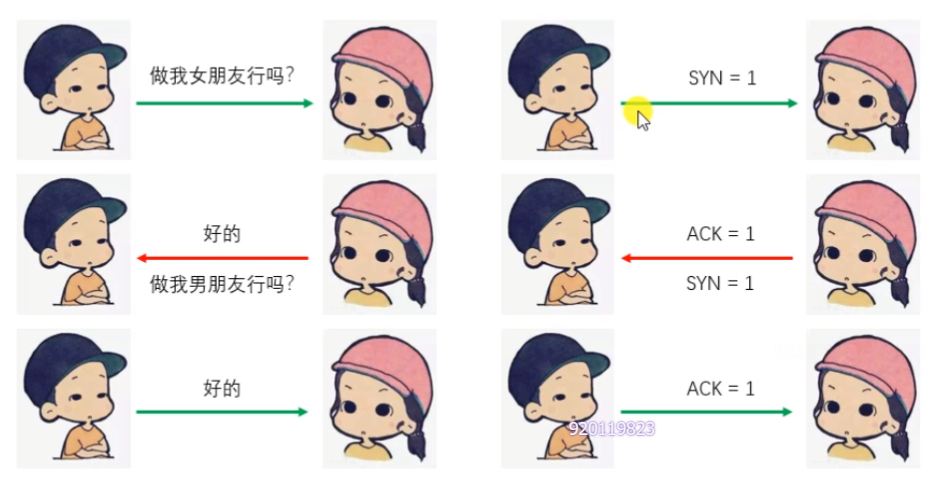 做我女朋友行吗?
SYN = 1
好的
做我男朋友行吗?
ACK = 1
SYN = 1
好的
ACK = 1
920119823